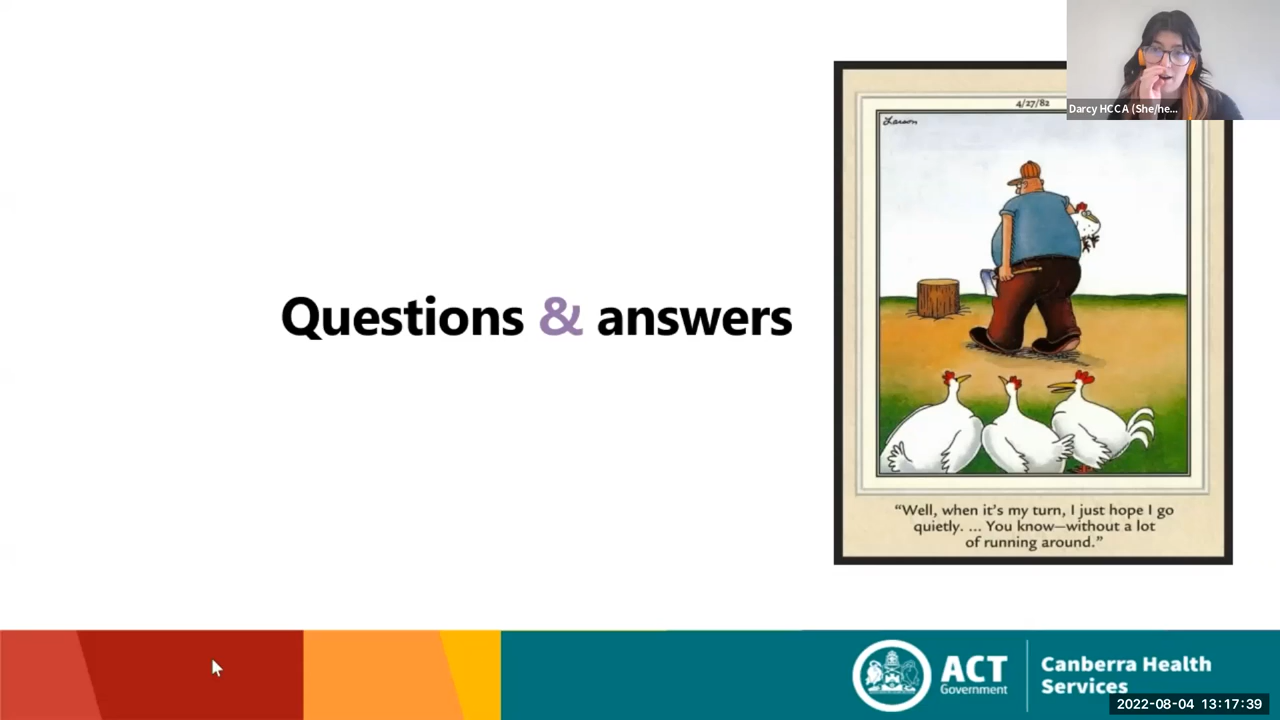 Darcy HCCA (She/he...
4/27/82
Larson
Questions & answers
“Well, when it's my turn, I just hope I go
quietly. ... You know—without a lot
of running around.”
ACT
Government
Canberra Health
Services
2022-08-04 13:17:39